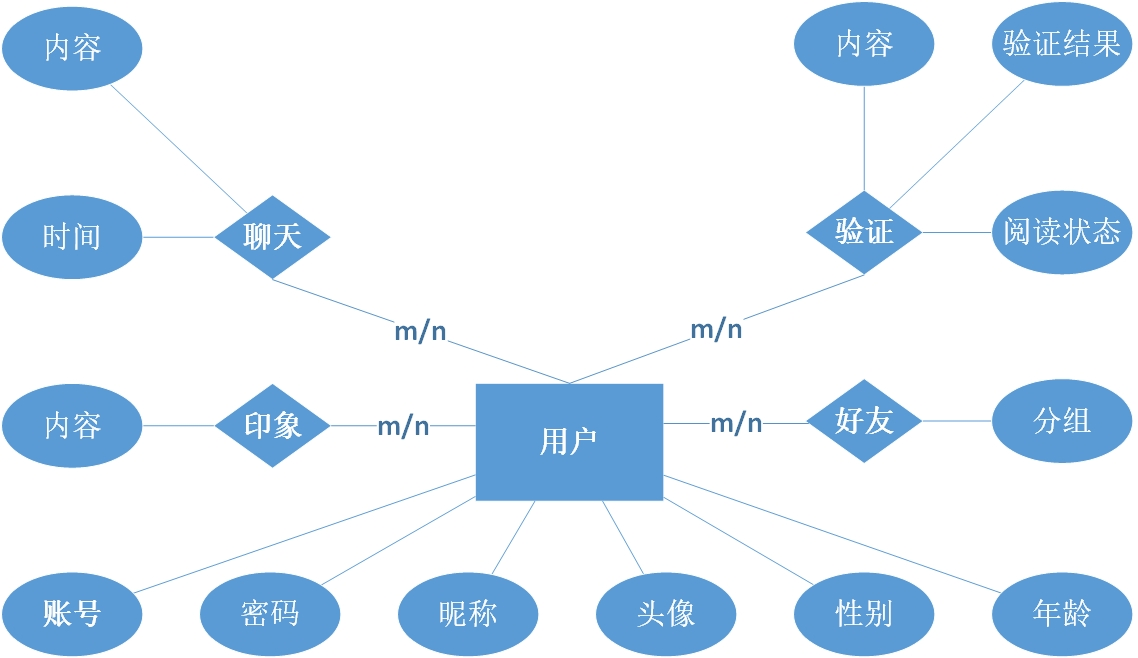 内容
内容
验证结果
时间
聊天
验证
阅读状态
m/n
m/n
内容
印象
m/n
用户
m/n
好友
分组
账号
密码
昵称
头像
性别
年龄